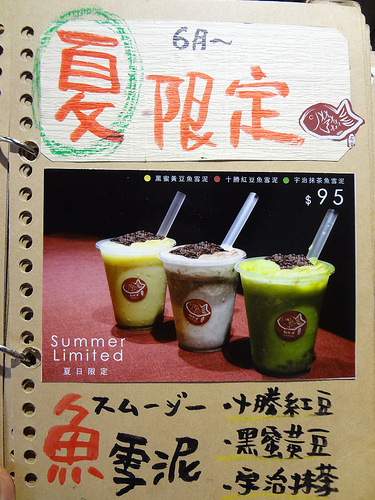 6月~
夏限定
黑蜜黃豆魚雪泥 十勝紅豆魚雪泥 宇治抹茶魚雪泥
$95
Summer
Limited
夏日限定
スムージー
魚雪泥
·十勝紅豆
·黑蜜黃豆
·宇治抹茶